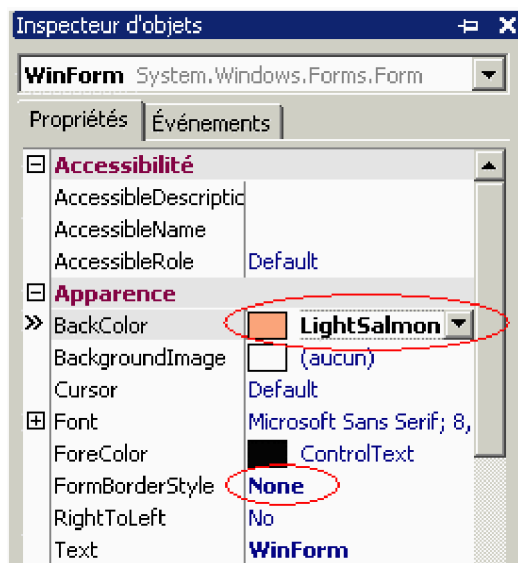 Inspecteur d'objets
WinForm System.Windows.Forms.Form
Propriétés Événements
Accessibilité
AccessibleDescriptic
AccessibleName
AccessibleRole Default
Apparence
BackColor LightSalmon
BackgroundImage (aucun)
Cursor Default
Font Microsoft Sans Serif; 8,
ForeColor ControlText
FormBorderStyle None
RightToLeft No
Text WinForm